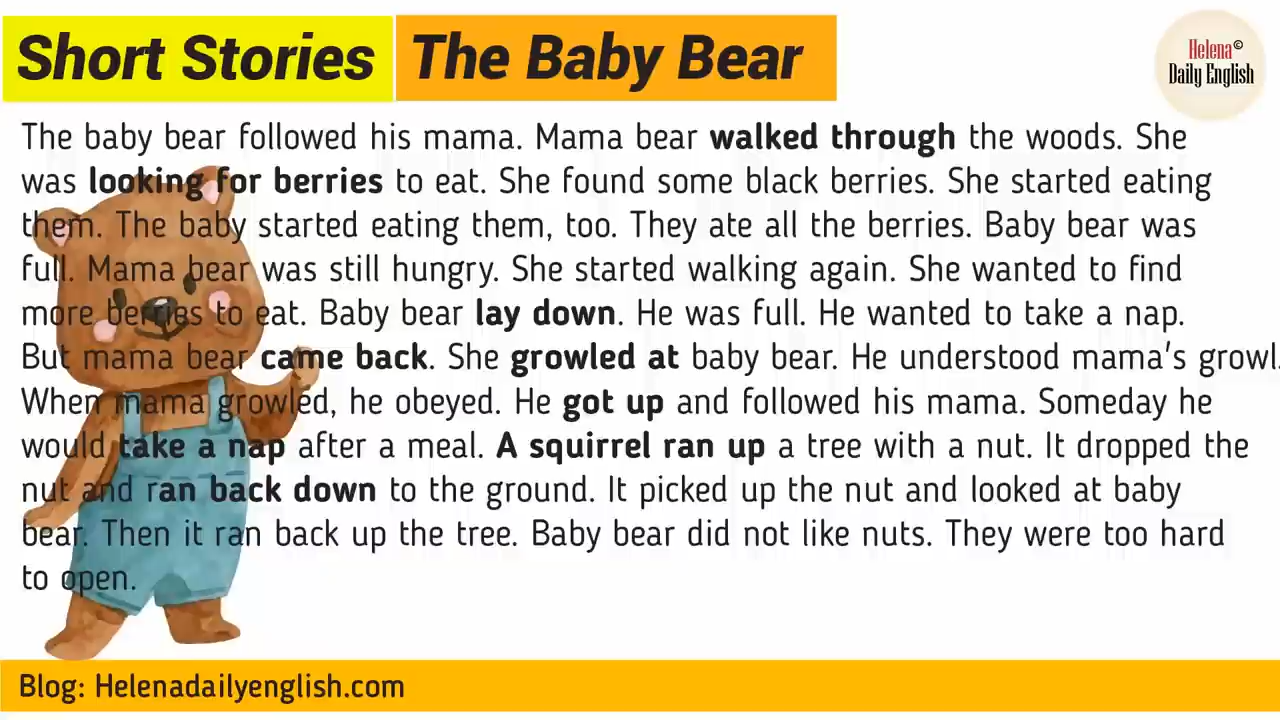 Short Stories The Baby Bear
Helena©
Daily English
The baby bear followed his mama. Mama bear walked through the woods. She
was looking for berries to eat. She found some black berries. She started eating
them. The baby started eating them, too. They ate all the berries. Baby bear was
full. Mama bear was still hungry. She started walking again. She wanted to find
more berries to eat. Baby bear lay down. He was full. He wanted to take a nap.
But mama bear came back. She growled at baby bear. He understood mama's growl.
When mama growled, he obeyed. He got up and followed his mama. Someday he
would take a nap after a meal. A squirrel ran up a tree with a nut. It dropped the
nut and ran back down to the ground. It picked up the nut and looked at baby
bear. Then it ran back up the tree. Baby bear did not like nuts. They were too hard
to open.
Blog: Helenadailyenglish.com